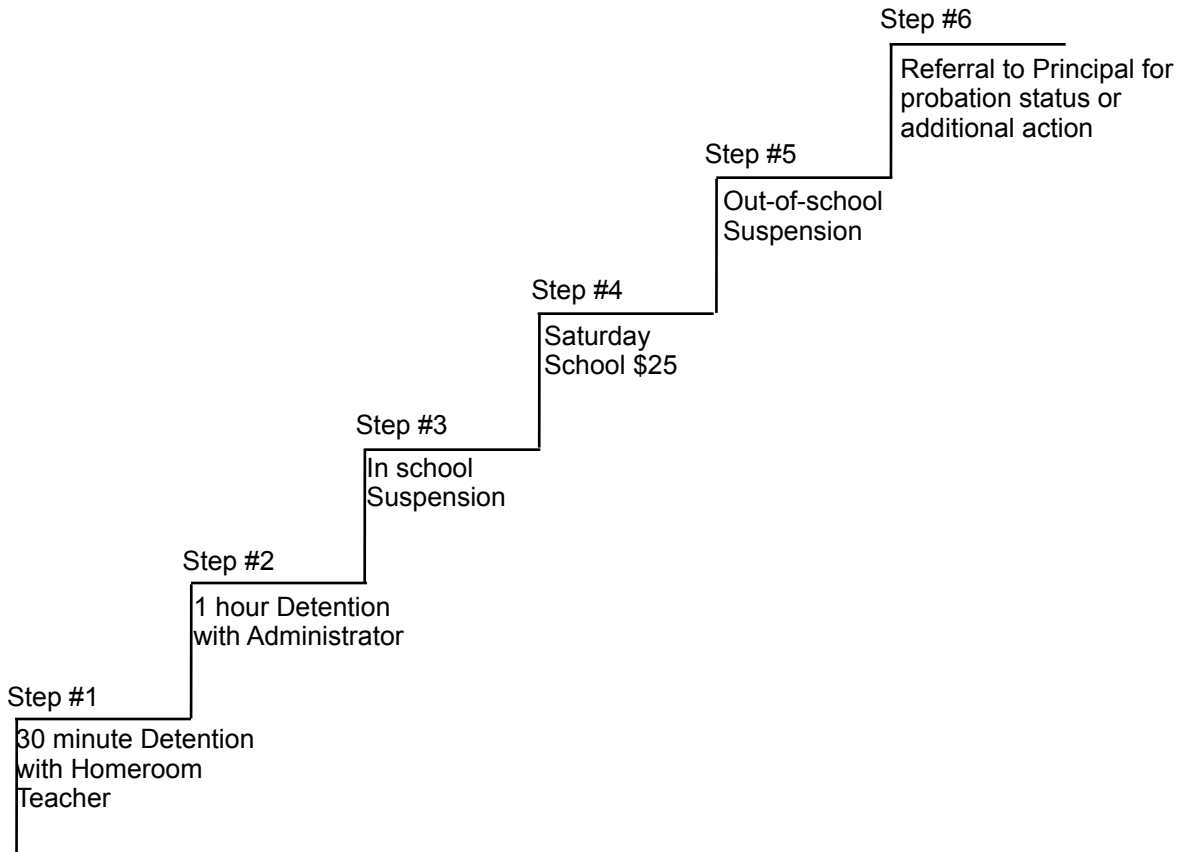 Step #6
Referral to Principal for
probation status or
additional action
Step #5
Out-of-school
Suspension
Step #4
Saturday
School $25
Step #3
In school
Suspension
Step #2
1 hour Detention
with Administrator
Step #1
30 minute Detention
with Homeroom
Teacher